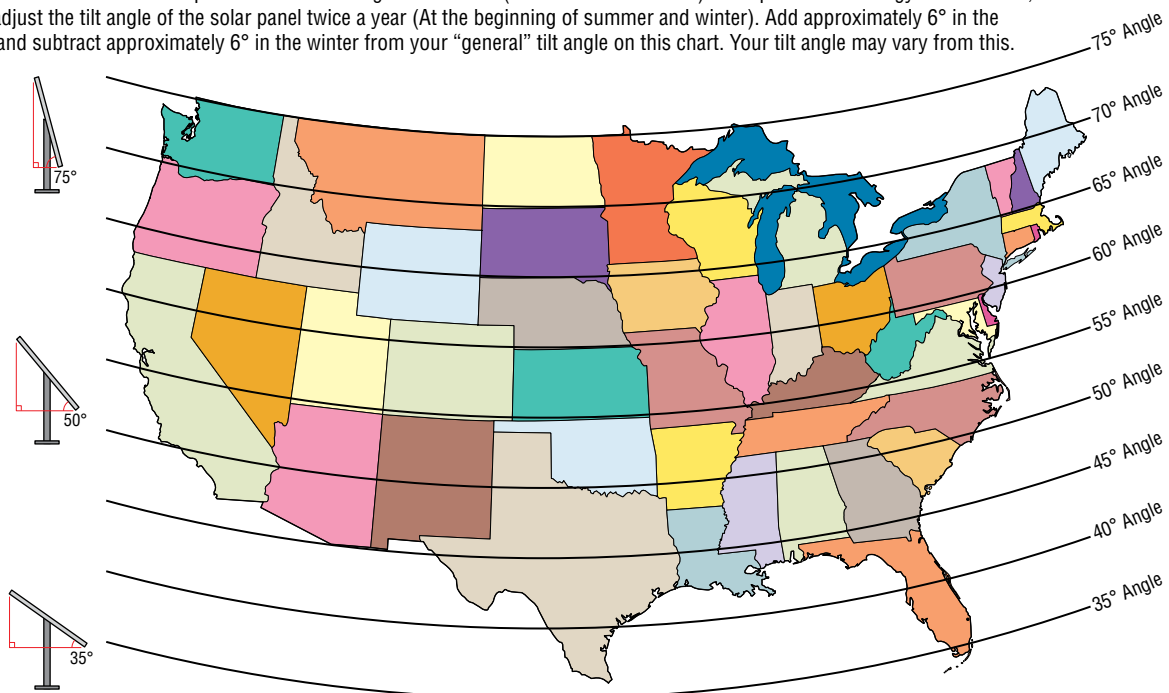 adjust the tilt angle of the solar panel twice a year (At the beginning of summer and winter). Add approximately 6° in the
and subtract approximately 6° in the winter from your “general” tilt angle on this chart. Your tilt angle may vary from this.
75° Angle
70° Angle
65° Angle
60° Angle
55° Angle
50° Angle
45° Angle
40° Angle
35° Angle
75°
50°
35°